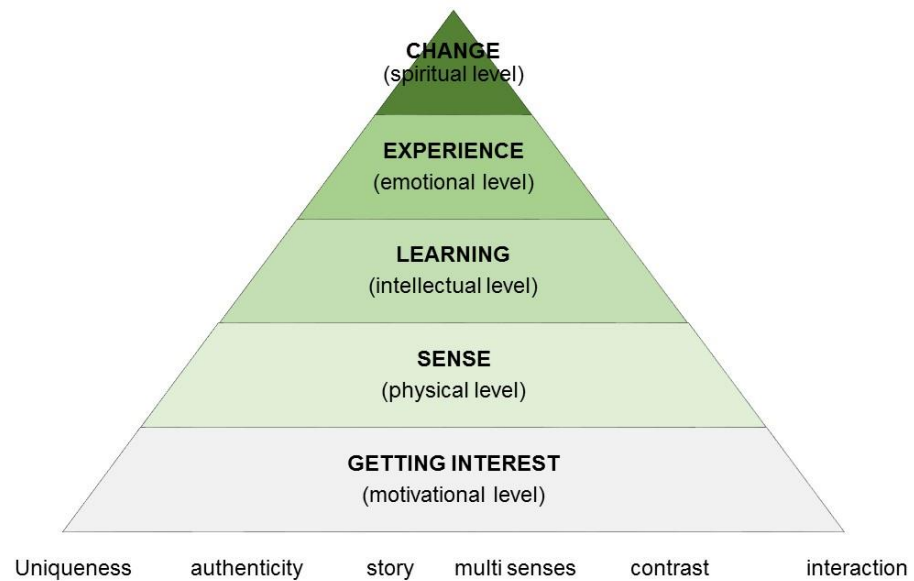 CHANGE
(spiritual level)
EXPERIENCE
(emotional level)
LEARNING
(intellectual level)
SENSE
(physical level)
GETTING INTEREST
(motivational level)
Uniqueness authenticity story multi senses contrast interaction